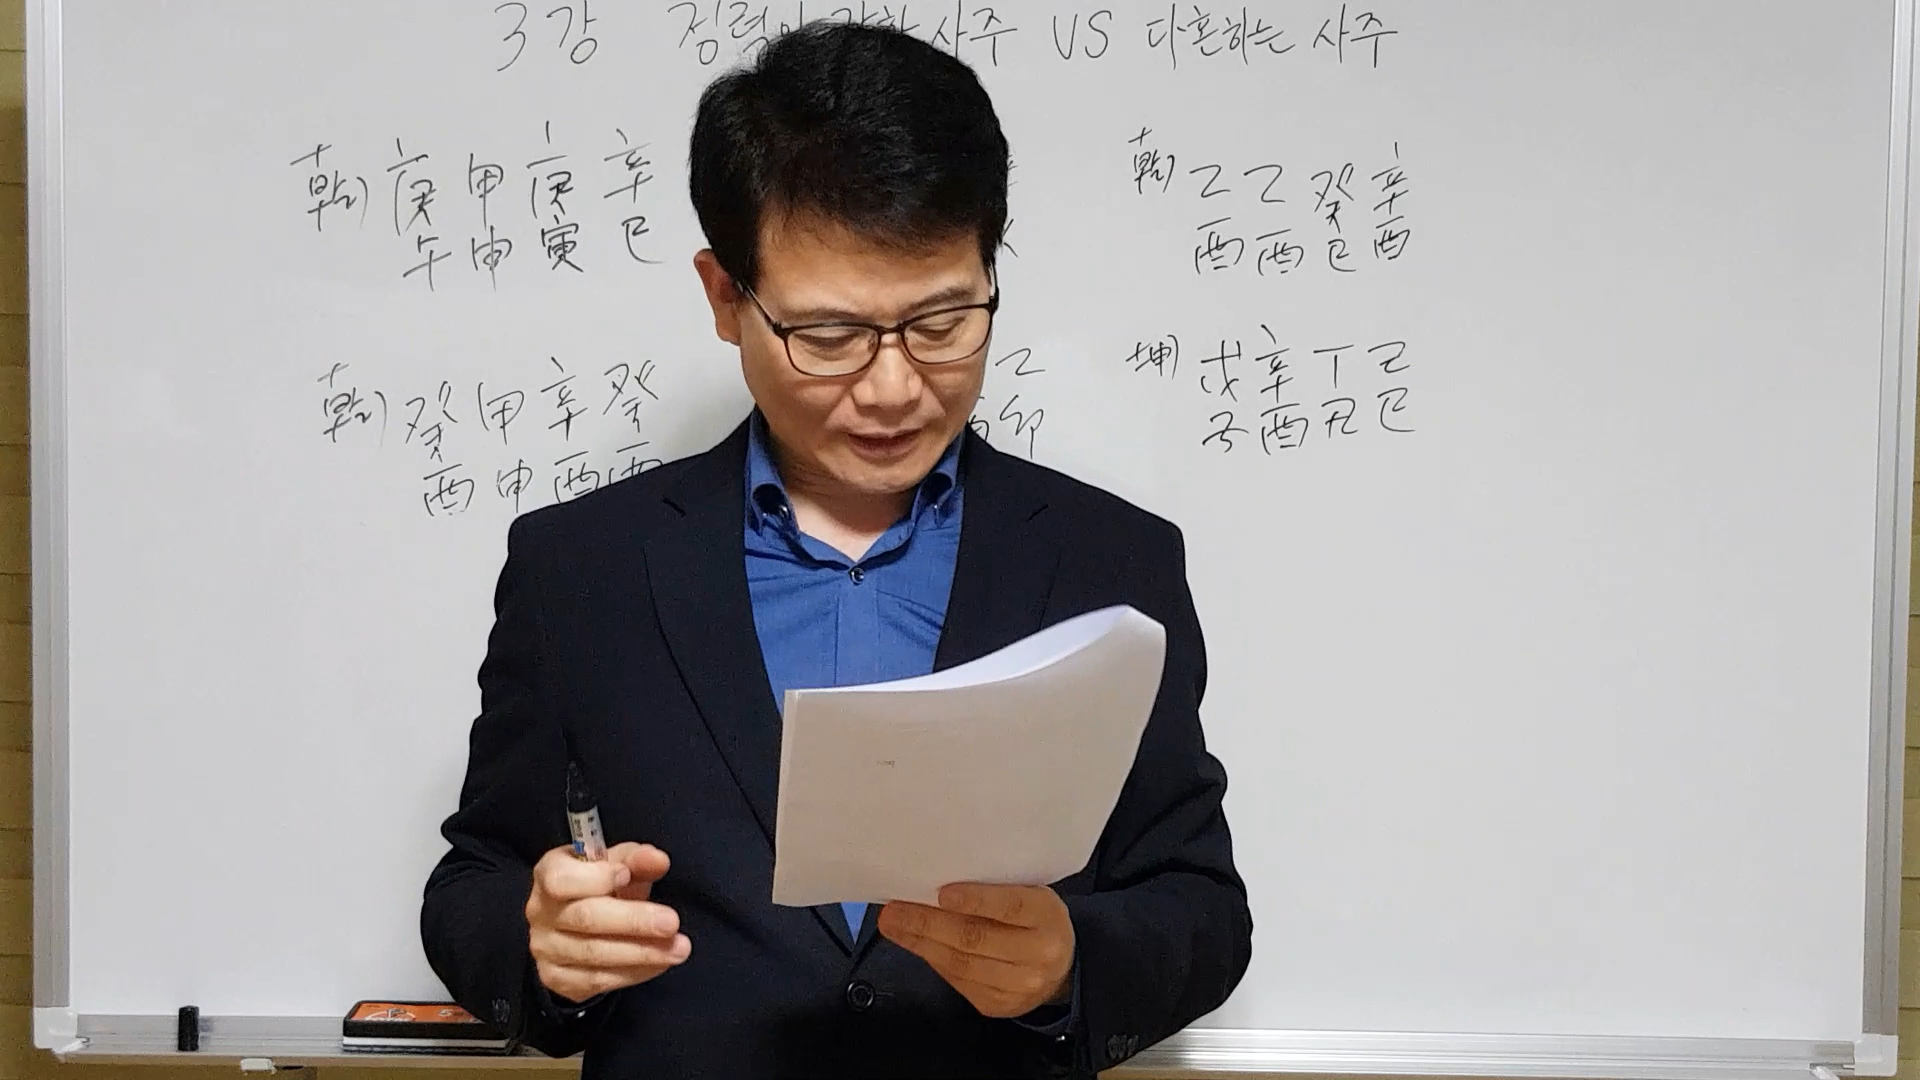 3강 정력이 강한 사주 VS 다혼하는 사주
乾) 庚 甲 庚 辛
午 申 寅 巳
乾) 乙 乙 癸 辛
酉 酉 巳 酉
乾) 癸 甲 辛 癸
酉 申 酉 酉
乙
卯
坤) 戊 辛 丁 己
子 酉 丑 巳